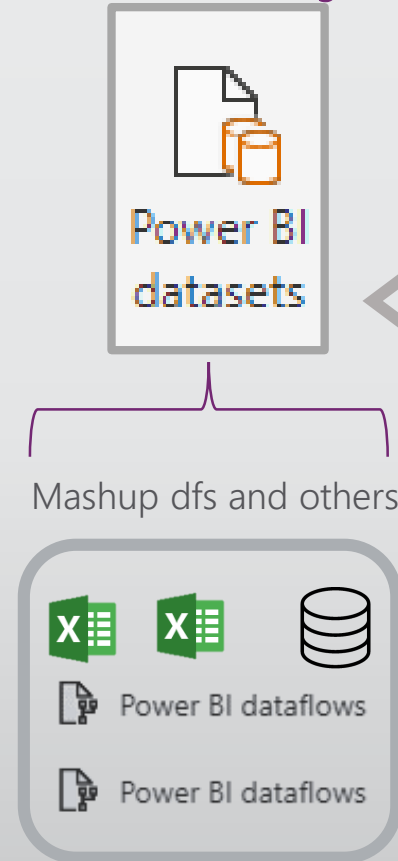 Power BI
datasets
Mashup dfs and others
X
X
Power BI dataflows
Power BI dataflows